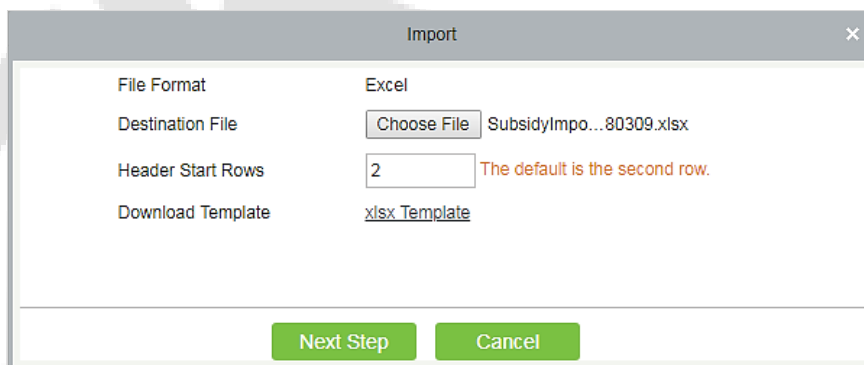 Import ×
File Format Excel
Destination File Choose File SubsidyImpo...80309.xlsx
Header Start Rows 2 The default is the second row.
Download Template xlsx Template
Next Step Cancel